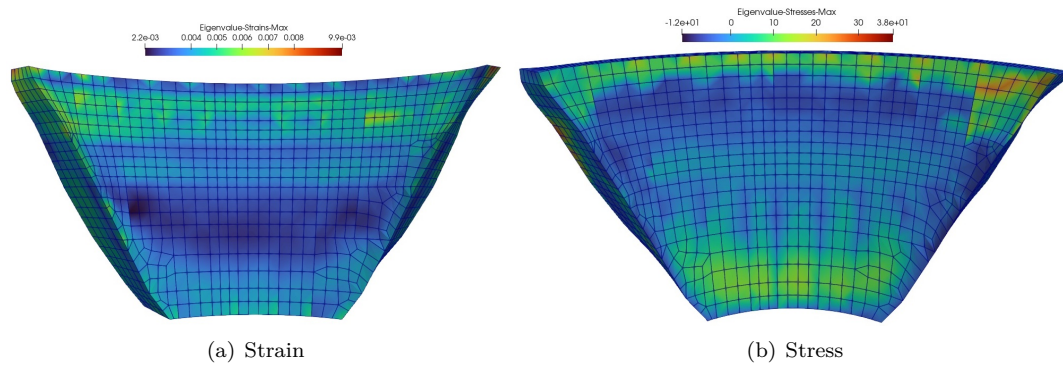 Eigenvalue-Strains-Max
2.2e-03 0.004 0.005 0.006 0.007 0.008 9.9e-03
Eigenvalue-Stresses-Max
-1.2e+01 0 10 20 30 3.8e+01
(a) Strain
(b) Stress